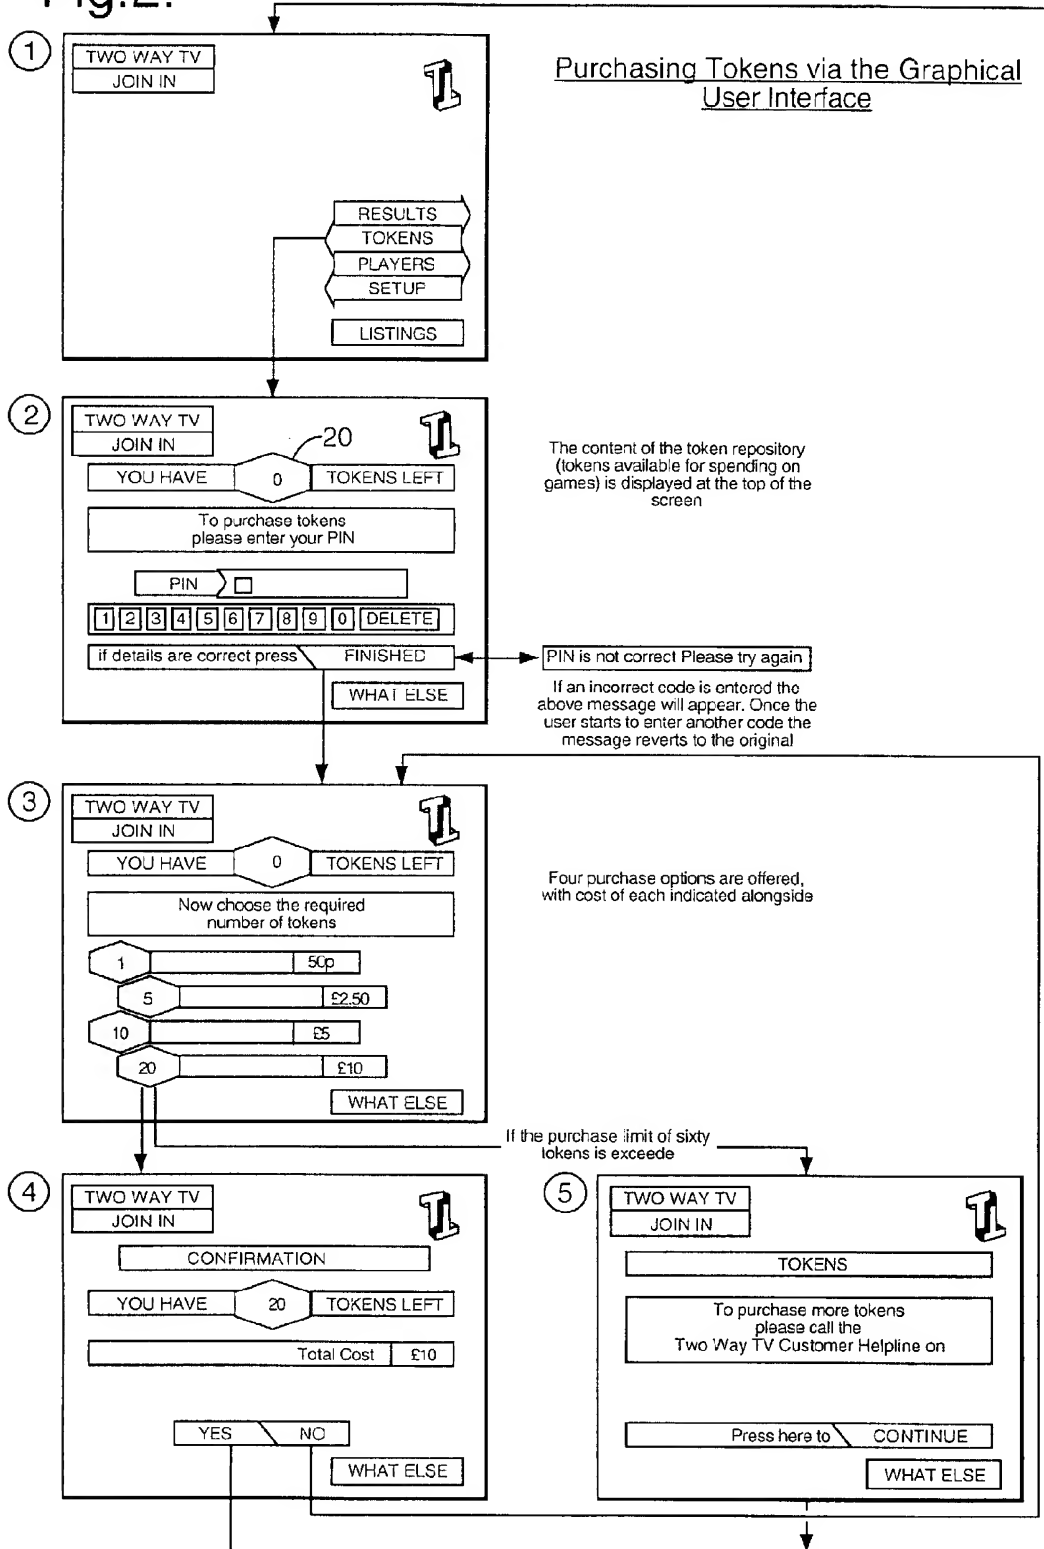 Fig.2.
Purchasing Tokens via the Graphical
User Interface
1
TWO WAY TV
JOIN IN
RESULTS
TOKENS
PLAYERS
SETUP
LISTINGS
2
TWO WAY TV
JOIN IN
20
YOU HAVE 0 TOKENS LEFT
To purchase tokens
please enter your PIN
PIN
1 2 3 4 5 6 7 8 9 0 DELETE
if details are correct press FINISHED
WHAT ELSE
The content of the token repository
(tokens available for spending on
games) is displayed at the top of the
screen
PIN is not correct Please try again
If an incorrect code is entered the
above message will appear. Once the
user starts to enter another code the
message reverts to the original
3
TWO WAY TV
JOIN IN
YOU HAVE 0 TOKENS LEFT
Now choose the required
number of tokens
1 50p
5 £2.50
10 £5
20 £10
WHAT ELSE
Four purchase options are offered,
with cost of each indicated alongside
If the purchase limit of sixty
tokens is exceede
4
TWO WAY TV
JOIN IN
CONFIRMATION
YOU HAVE 20 TOKENS LEFT
Total Cost £10
YES NO
WHAT ELSE
5
TWO WAY TV
JOIN IN
TOKENS
To purchase more tokens
please call the
Two Way TV Customer Helpline on
Press here to CONTINUE
WHAT ELSE